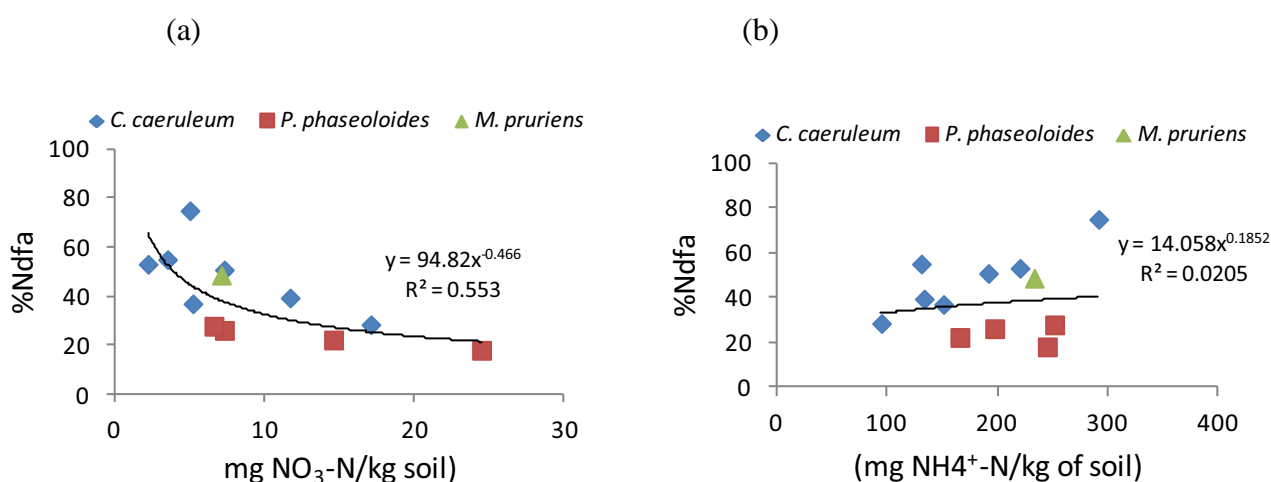 (a)
C. caeruleum P. phaseoloides M. pruriens
100
80
60
40
20
0
%Ndfa
y = 94.82x^-0.466
R² = 0.553
0 10 20 30
mg NO₃-N/kg soil)
(b)
C. caeruleum P. phaseoloides M. pruriens
100
80
60
40
20
0
%Ndfa
y = 14.058x^0.1852
R² = 0.0205
0 100 200 300 400
(mg NH4⁺-N/kg of soil)